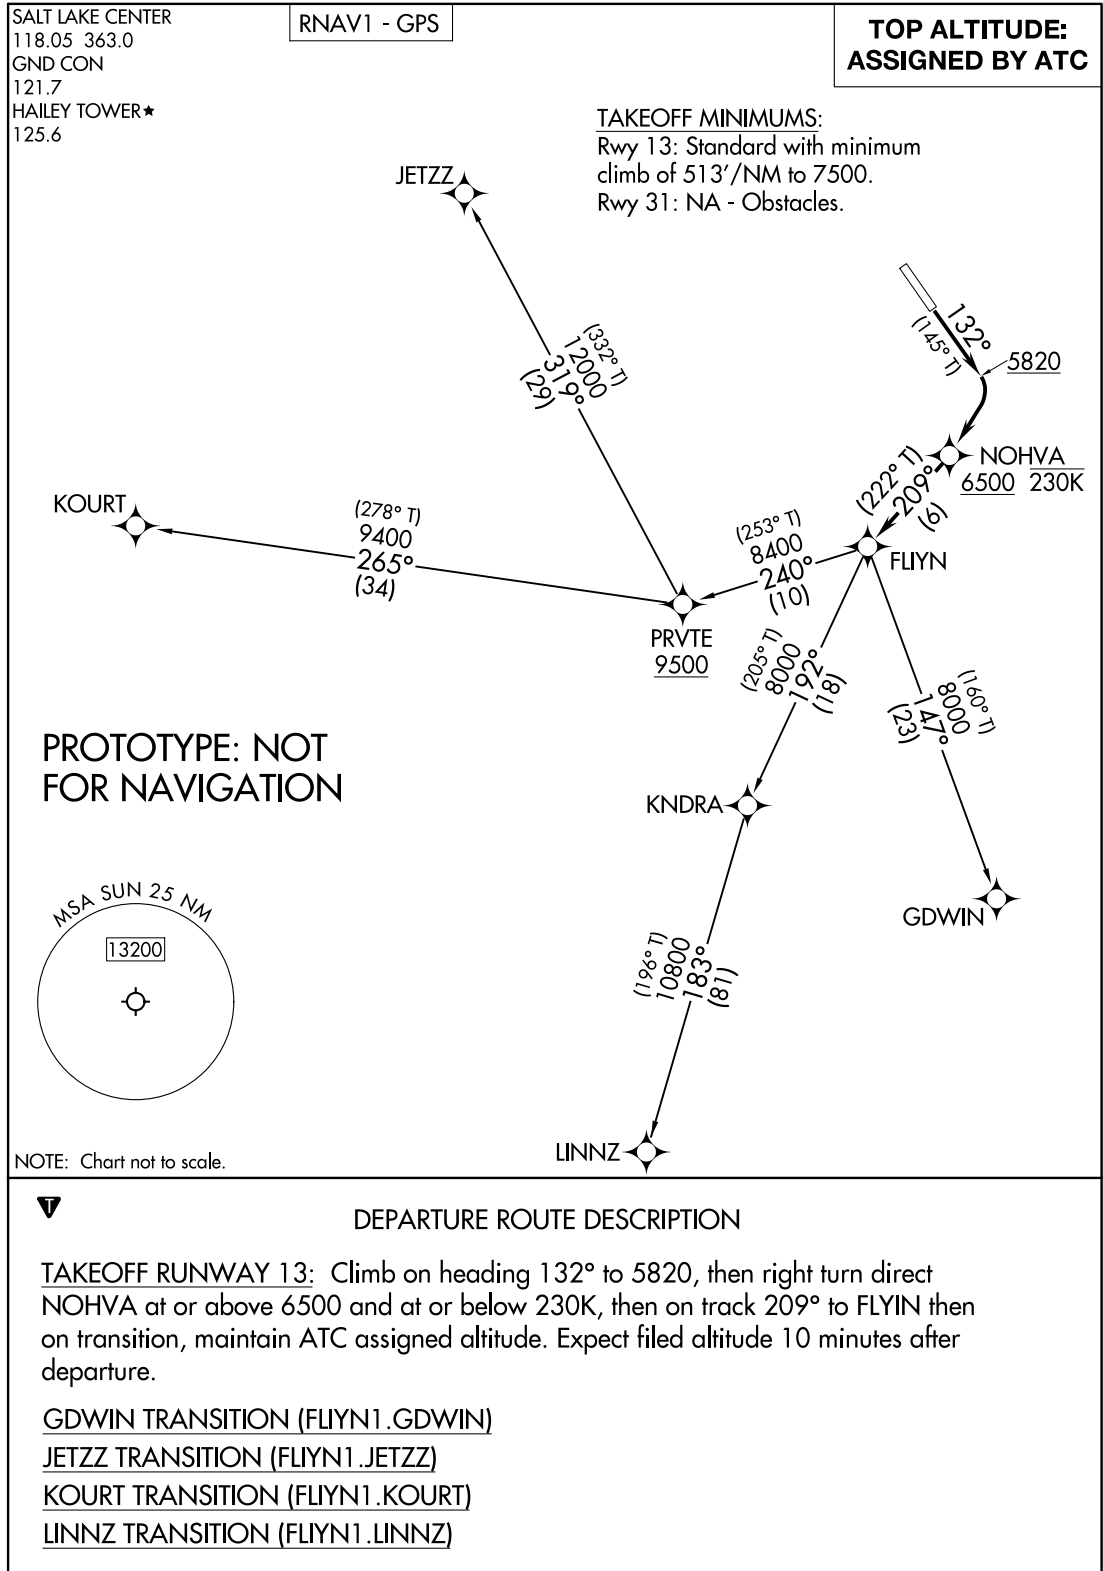 SALT LAKE CENTER
118.05 363.0
GND CON
121.7
HAILEY TOWER★
125.6
RNAV1 - GPS
TOP ALTITUDE:
ASSIGNED BY ATC
TAKEOFF MINIMUMS:
Rwy 13: Standard with minimum
climb of 513'/NM to 7500.
Rwy 31: NA - Obstacles.
JETZZ
132°
(145° T)
5820
(332° T)
12000
319°
(29)
NOHVA
6500 230K
(222° T)
209°
(6)
KOURT
(278° T)
9400
265°
(34)
(253° T)
8400
240°
(10)
FLIYN
PRVTE
9500
(205° T)
8000
192°
(18)
(160° T)
8000
147°
(23)
PROTOTYPE: NOT
FOR NAVIGATION
KNDRA
GDWIN
MSA SUN 25 NM
13200
(196° T)
10800
183°
(81)
LINNZ
NOTE: Chart not to scale.
T
DEPARTURE ROUTE DESCRIPTION
TAKEOFF RUNWAY 13: Climb on heading 132° to 5820, then right turn direct
NOHVA at or above 6500 and at or below 230K, then on track 209° to FLYIN then
on transition, maintain ATC assigned altitude. Expect filed altitude 10 minutes after
departure.
GDWIN TRANSITION (FLIYN1.GDWIN)
JETZZ TRANSITION (FLIYN1.JETZZ)
KOURT TRANSITION (FLIYN1.KOURT)
LINNZ TRANSITION (FLIYN1.LINNZ)